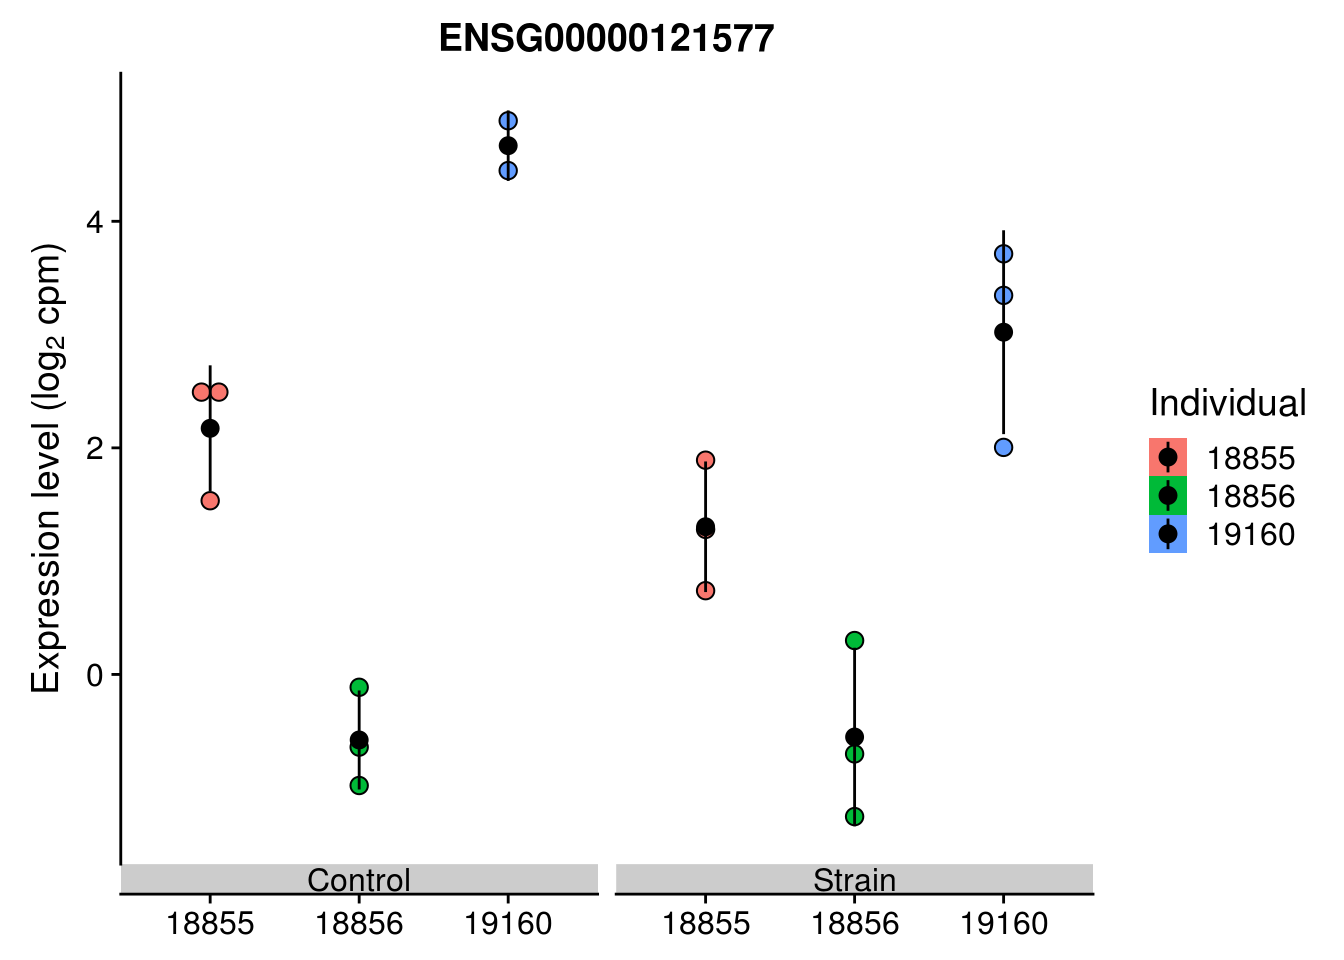 ENSG00000121577
Expression level (log₂ cpm)
4
2
0
Control
Strain
18855
18856
19160
18855
18856
19160
Individual
18855
18856
19160